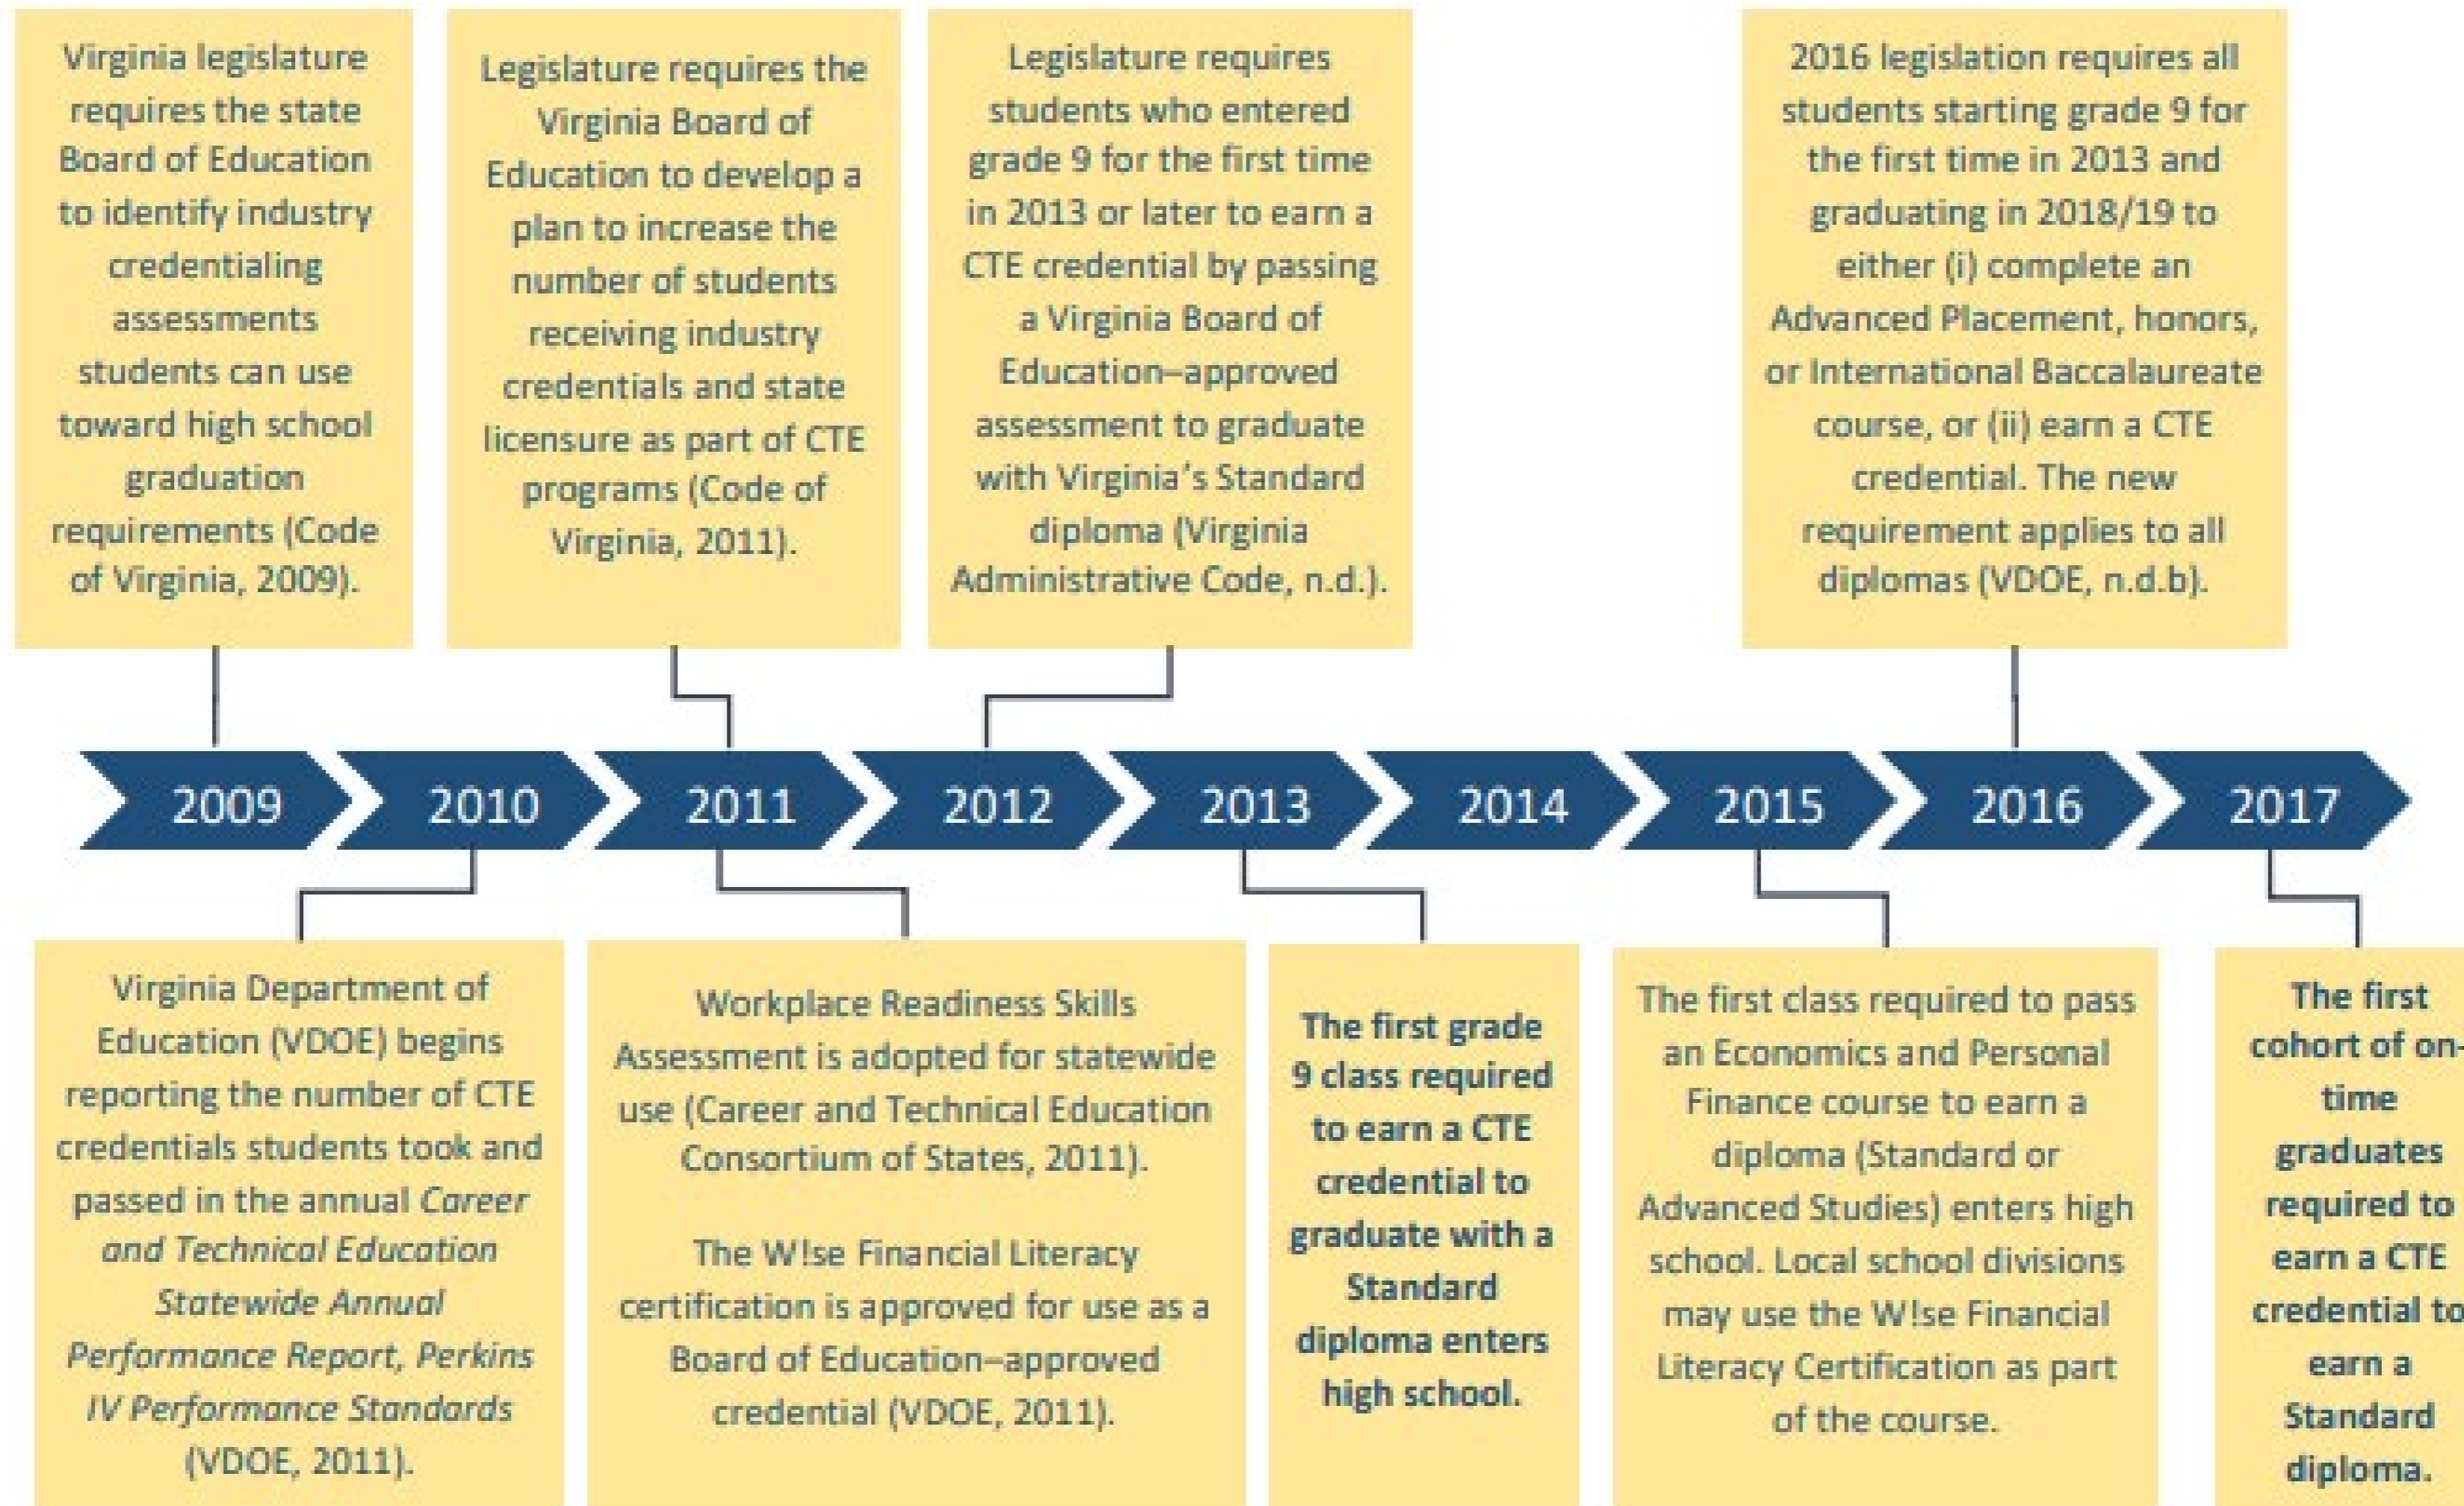 Virginia legislature
requires the state
Board of Education
to identify industry
credentialing
assessments
students can use
toward high school
graduation
requirements (Code
of Virginia, 2009).
Legislature requires the
Virginia Board of
Education to develop a
plan to increase the
number of students
receiving industry
credentials and state
licensure as part of CTE
programs (Code of
Virginia, 2011).
Legislature requires
students who entered
grade 9 for the first time
in 2013 or later to earn a
CTE credential by passing
a Virginia Board of
Education–approved
assessment to graduate
with Virginia's Standard
diploma (Virginia
Administrative Code, n.d.).
2016 legislation requires all
students starting grade 9 for
the first time in 2013 and
graduating in 2018/19 to
either (i) complete an
Advanced Placement, honors,
or International Baccalaureate
course, or (ii) earn a CTE
credential. The new
requirement applies to all
diplomas (VDOE, n.d.b).
2009
2010
2011
2012
2013
2014
2015
2016
2017
Virginia Department of
Education (VDOE) begins
reporting the number of CTE
credentials students took and
passed in the annual Career
and Technical Education
Statewide Annual
Performance Report, Perkins
IV Performance Standards
(VDOE, 2011).
Workplace Readiness Skills
Assessment is adopted for statewide
use (Career and Technical Education
Consortium of States, 2011).
The W!se Financial Literacy
certification is approved for use as a
Board of Education–approved
credential (VDOE, 2011).
The first grade
9 class required
to earn a CTE
credential to
graduate with a
Standard
diploma enters
high school.
The first class required to pass
an Economics and Personal
Finance course to earn a
diploma (Standard or
Advanced Studies) enters high
school. Local school divisions
may use the W!se Financial
Literacy Certification as part
of the course.
The first
cohort of on-
time
graduates
required to
earn a CTE
credential to
earn a
Standard
diploma.